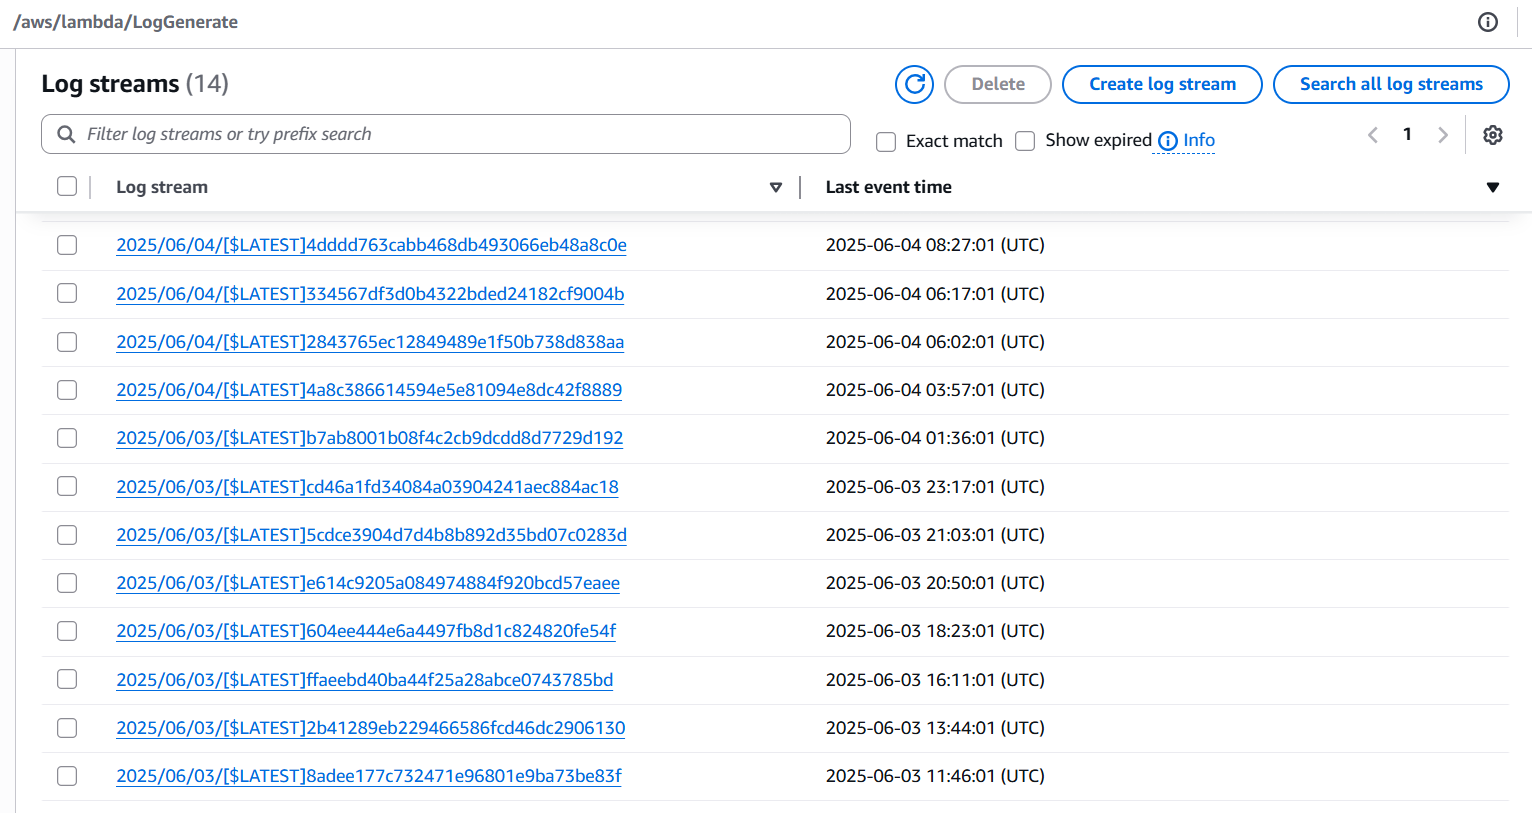 /aws/lambda/LogGenerate
Log streams (14)
Delete
Create log stream
Search all log streams
Filter log streams or try prefix search
Exact match
Show expired
Info
1
Log stream
Last event time
2025/06/04/[$LATEST]4dddd763cabb468db493066eb48a8c0e 2025-06-04 08:27:01 (UTC)
2025/06/04/[$LATEST]334567df3d0b4322bded24182cf9004b 2025-06-04 06:17:01 (UTC)
2025/06/04/[$LATEST]2843765ec12849489e1f50b738d838aa 2025-06-04 06:02:01 (UTC)
2025/06/04/[$LATEST]4a8c386614594e5e81094e8dc42f8889 2025-06-04 03:57:01 (UTC)
2025/06/03/[$LATEST]b7ab8001b08f4c2cb9dcdd8d7729d192 2025-06-04 01:36:01 (UTC)
2025/06/03/[$LATEST]cd46a1fd34084a03904241aec884ac18 2025-06-03 23:17:01 (UTC)
2025/06/03/[$LATEST]5cdce3904d7d4b8b892d35bd07c0283d 2025-06-03 21:03:01 (UTC)
2025/06/03/[$LATEST]e614c9205a084974884f920bcd57eaee 2025-06-03 20:50:01 (UTC)
2025/06/03/[$LATEST]604ee444e6a4497fb8d1c824820fe54f 2025-06-03 18:23:01 (UTC)
2025/06/03/[$LATEST]ffaeebd40ba44f25a28abce0743785bd 2025-06-03 16:11:01 (UTC)
2025/06/03/[$LATEST]2b41289eb229466586fcd46dc2906130 2025-06-03 13:44:01 (UTC)
2025/06/03/[$LATEST]8adee177c732471e96801e9ba73be83f 2025-06-03 11:46:01 (UTC)